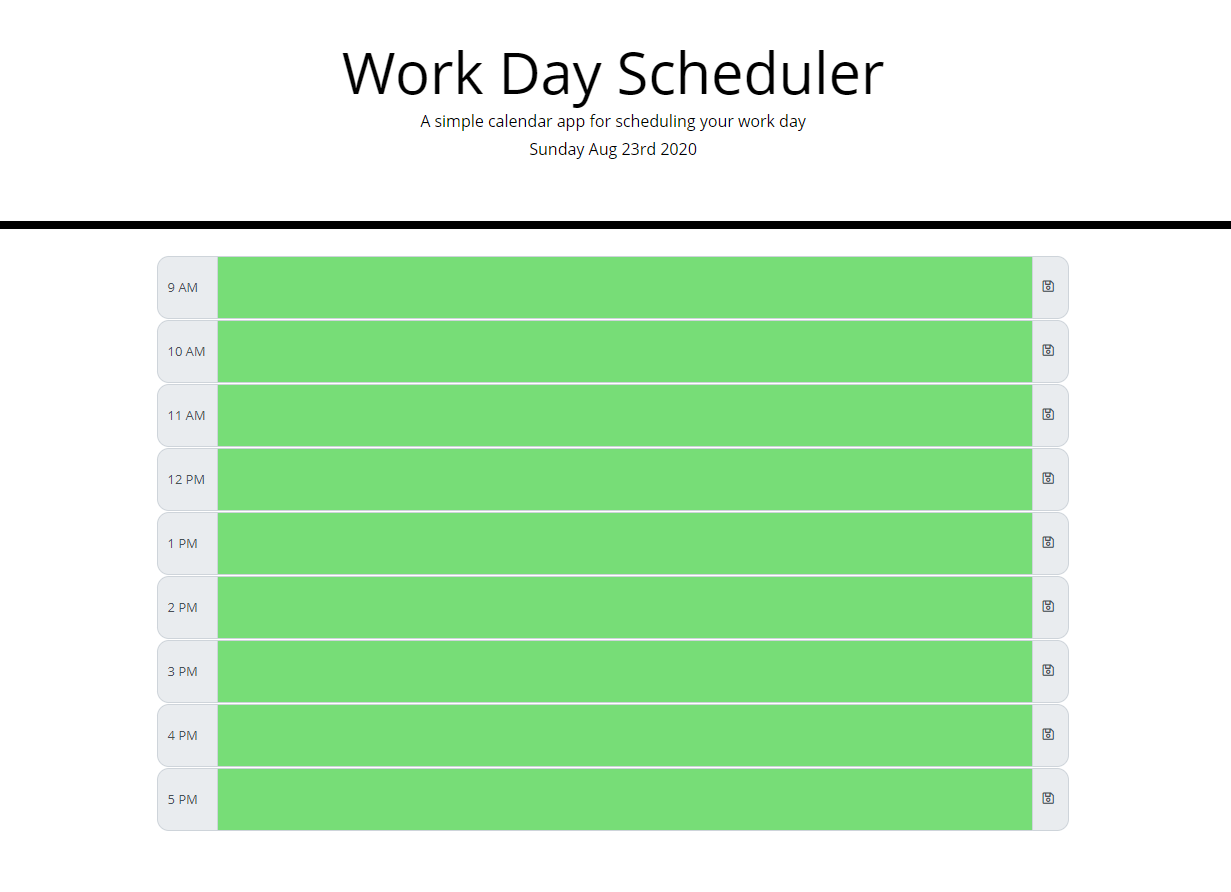 Work Day Scheduler
A simple calendar app for scheduling your work day
Sunday Aug 23rd 2020
9 AM
10 AM
11 AM
12 PM
1 PM
2 PM
3 PM
4 PM
5 PM